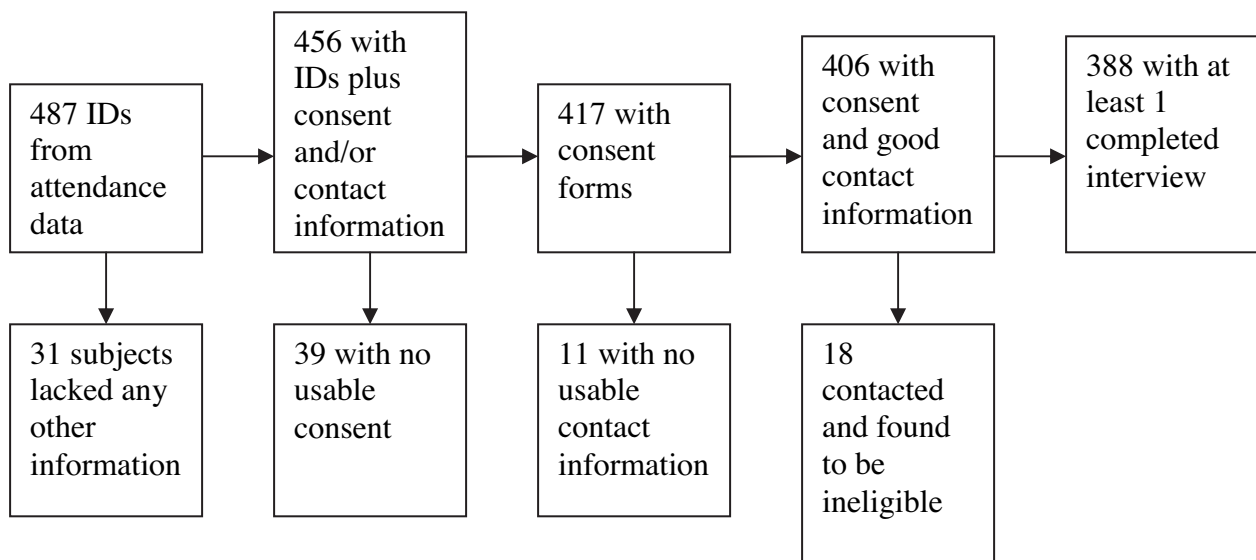 487 IDs
from
attendance
data
456 with
IDs plus
consent
and/or
contact
information
417 with
consent
forms
406 with
consent
and good
contact
information
388 with at
least 1
completed
interview
31 subjects
lacked any
other
information
39 with no
usable
consent
11 with no
usable
contact
information
18
contacted
and found
to be
ineligible